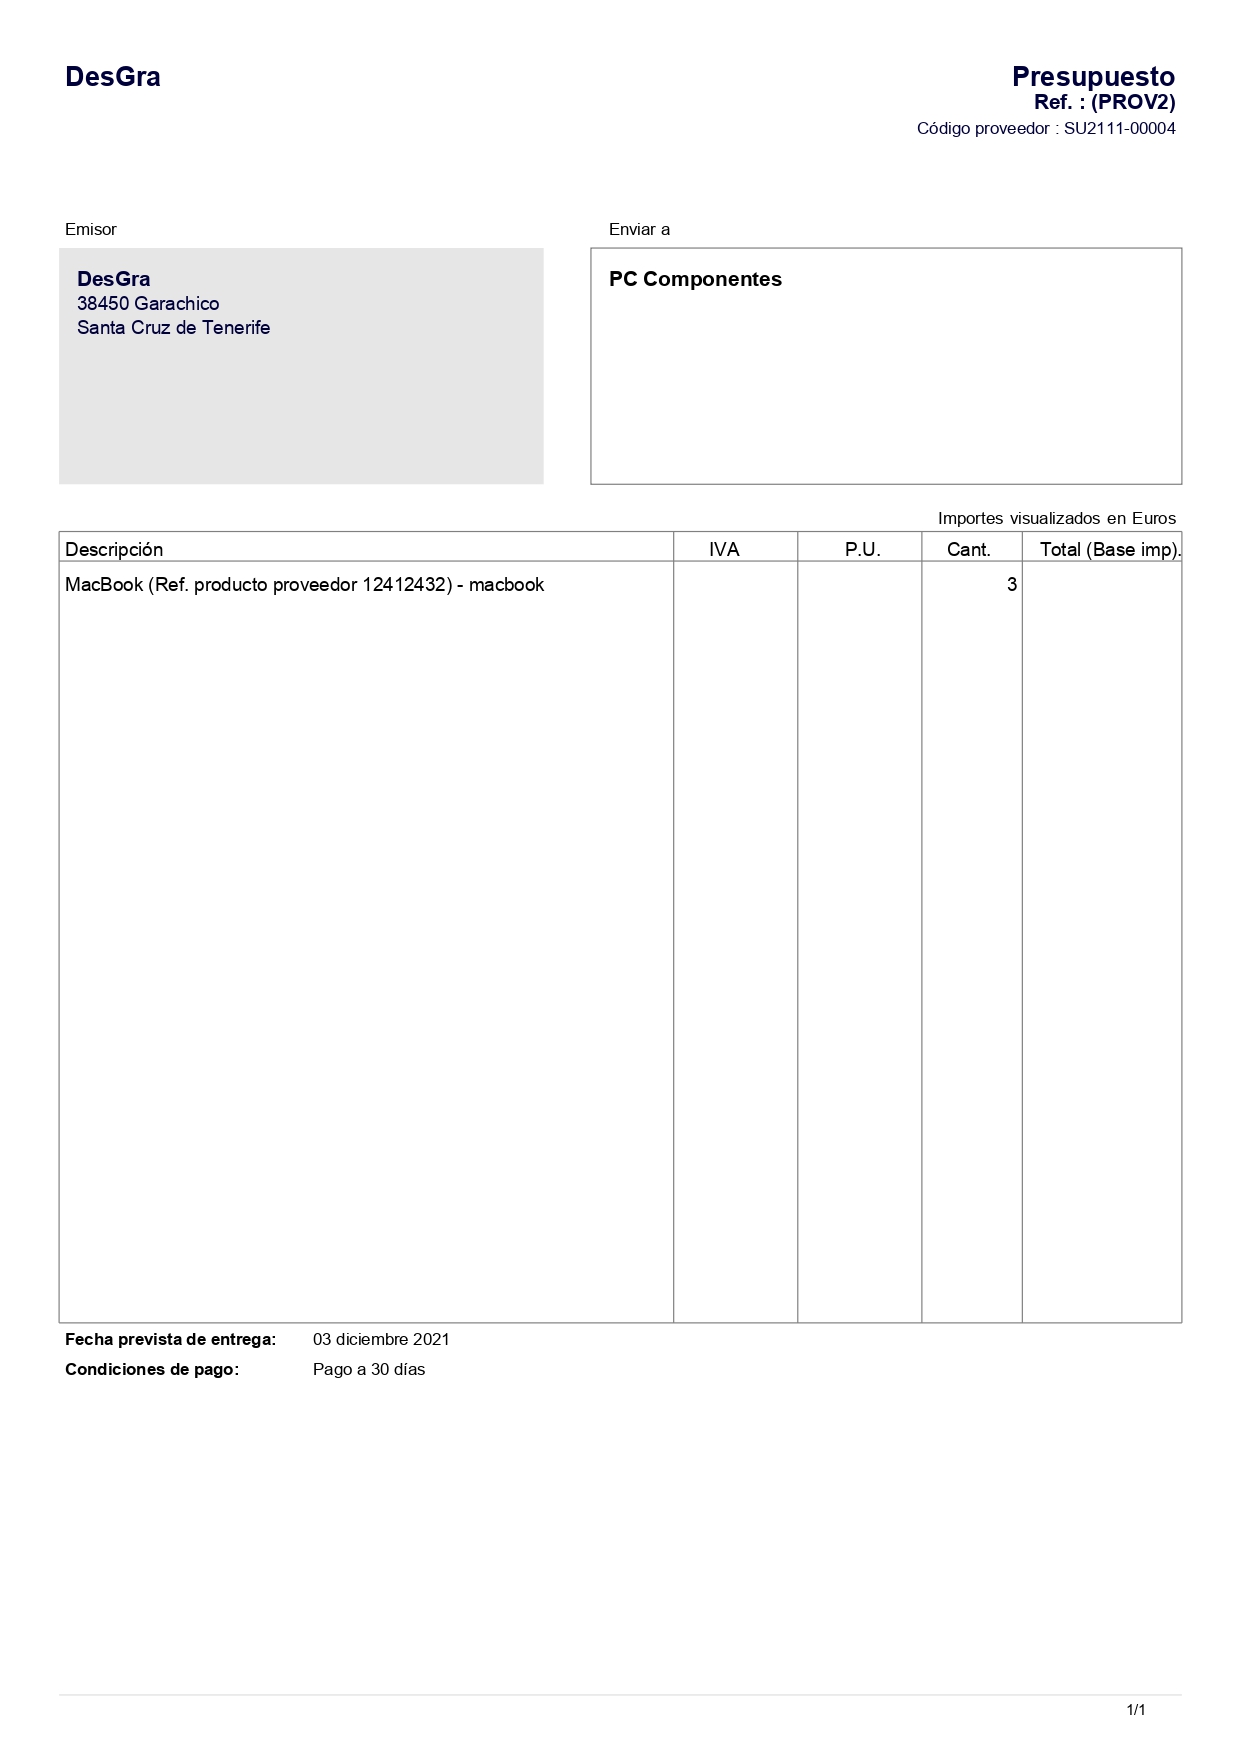 DesGra
Presupuesto
Ref. : (PROV2)
Código proveedor : SU2111-00004
Emisor
Enviar a
DesGra
38450 Garachico
Santa Cruz de Tenerife
PC Componentes
Importes visualizados en Euros
Descripción IVA P.U. Cant. Total (Base imp).
MacBook (Ref. producto proveedor 12412432) - macbook 3
Fecha prevista de entrega: 03 diciembre 2021
Condiciones de pago: Pago a 30 días
1/1